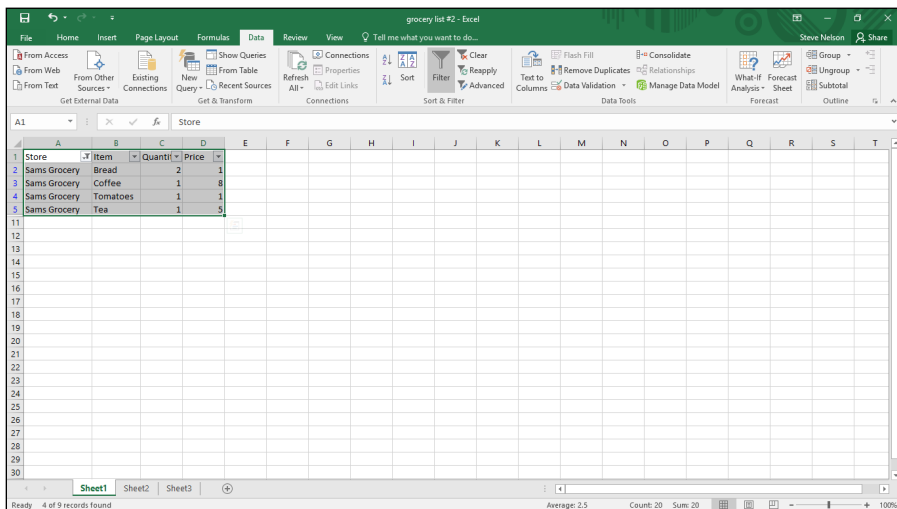 grocery list #2 - Excel
File Home Insert Page Layout Formulas Data Review View Tell me what you want to do... Steve Nelson Share
From Access
From Web
From Text
From Other Sources
Existing Connections
Get External Data
New Query
Show Queries
From Table
Recent Sources
Get & Transform
Refresh All
Connections
Properties
Edit Links
Connections
Sort
Filter
Clear
Reapply
Advanced
Sort & Filter
Text to Columns
Flash Fill
Remove Duplicates
Data Validation
Consolidate
Relationships
Manage Data Model
Data Tools
What-If Analysis
Forecast Sheet
Forecast
Group
Ungroup
Subtotal
Outline
A1 fx Store
A B C D E F G H I J K L M N O P Q R S T
1 Store Item Quantit Price
2 Sams Grocery Bread 2 1
3 Sams Grocery Coffee 1 8
4 Sams Grocery Tomatoes 1 1
5 Sams Grocery Tea 1 5
11
12
13
14
15
16
17
18
19
20
21
22
23
24
25
26
27
28
29
30
Sheet1 Sheet2 Sheet3
Ready 4 of 9 records found Average: 2.5 Count: 20 Sum: 20 100%